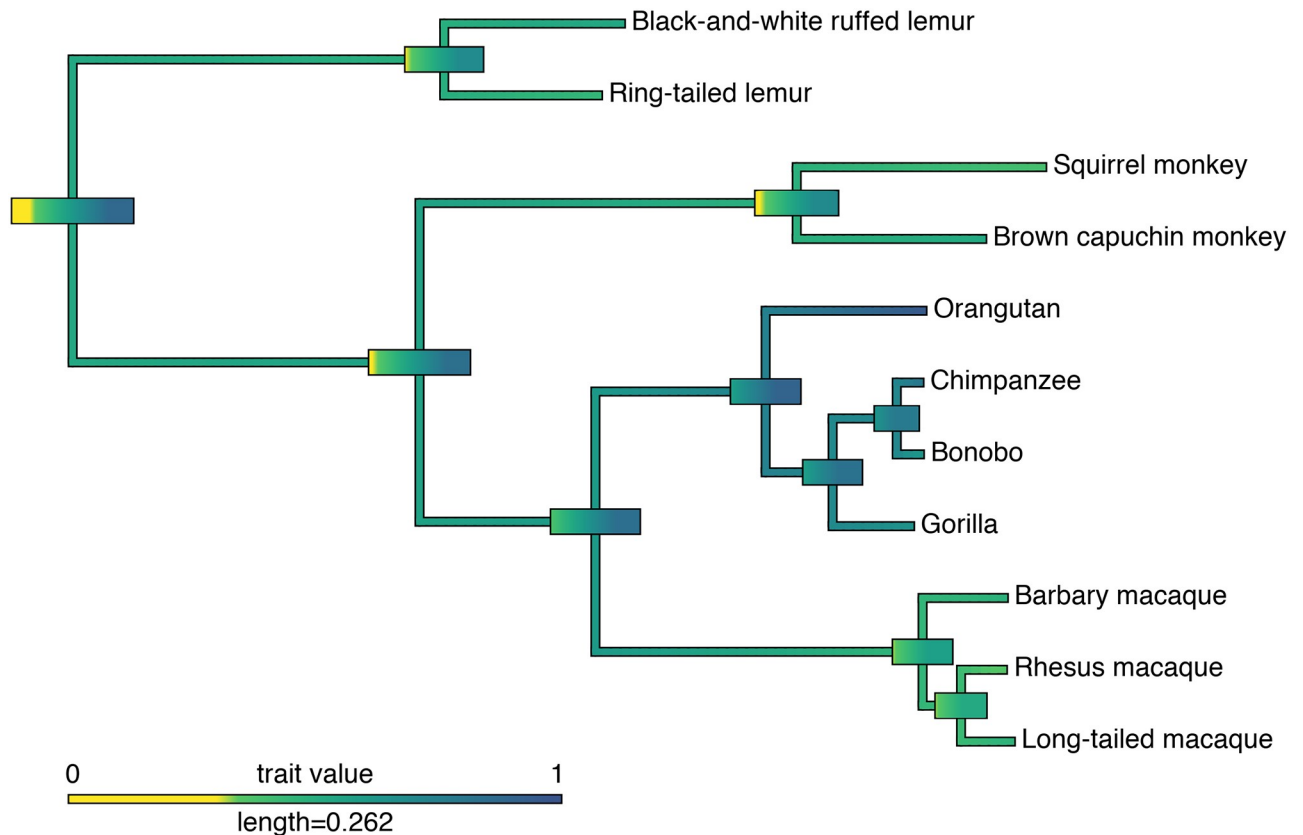 Black-and-white ruffed lemur
Ring-tailed lemur
Squirrel monkey
Brown capuchin monkey
Orangutan
Chimpanzee
Bonobo
Gorilla
Barbary macaque
Rhesus macaque
Long-tailed macaque
0 trait value 1
length=0.262